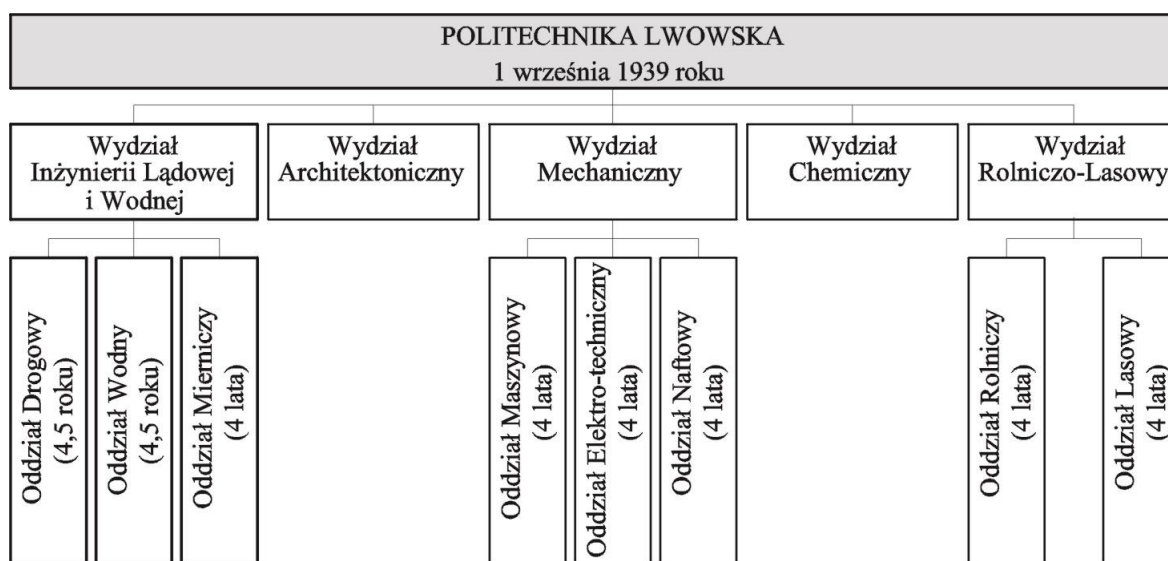 POLITECHNIKA LWOWSKA
1 września 1939 roku
Wydział
Inżynierii Lądowej
i Wodnej
Wydział
Architektoniczny
Wydział
Mechaniczny
Wydział
Chemiczny
Wydział
Rolniczo-Lasowy
Oddział Drogowy
(4,5 roku)
Oddział Wodny
(4,5 roku)
Oddział Mierniczy
(4 lata)
Oddział Maszynowy
(4 lata)
Oddział Elektro-techniczny
(4 lata)
Oddział Naftowy
(4 lata)
Oddział Rolniczy
(4 lata)
Oddział Lasowy
(4 lata)